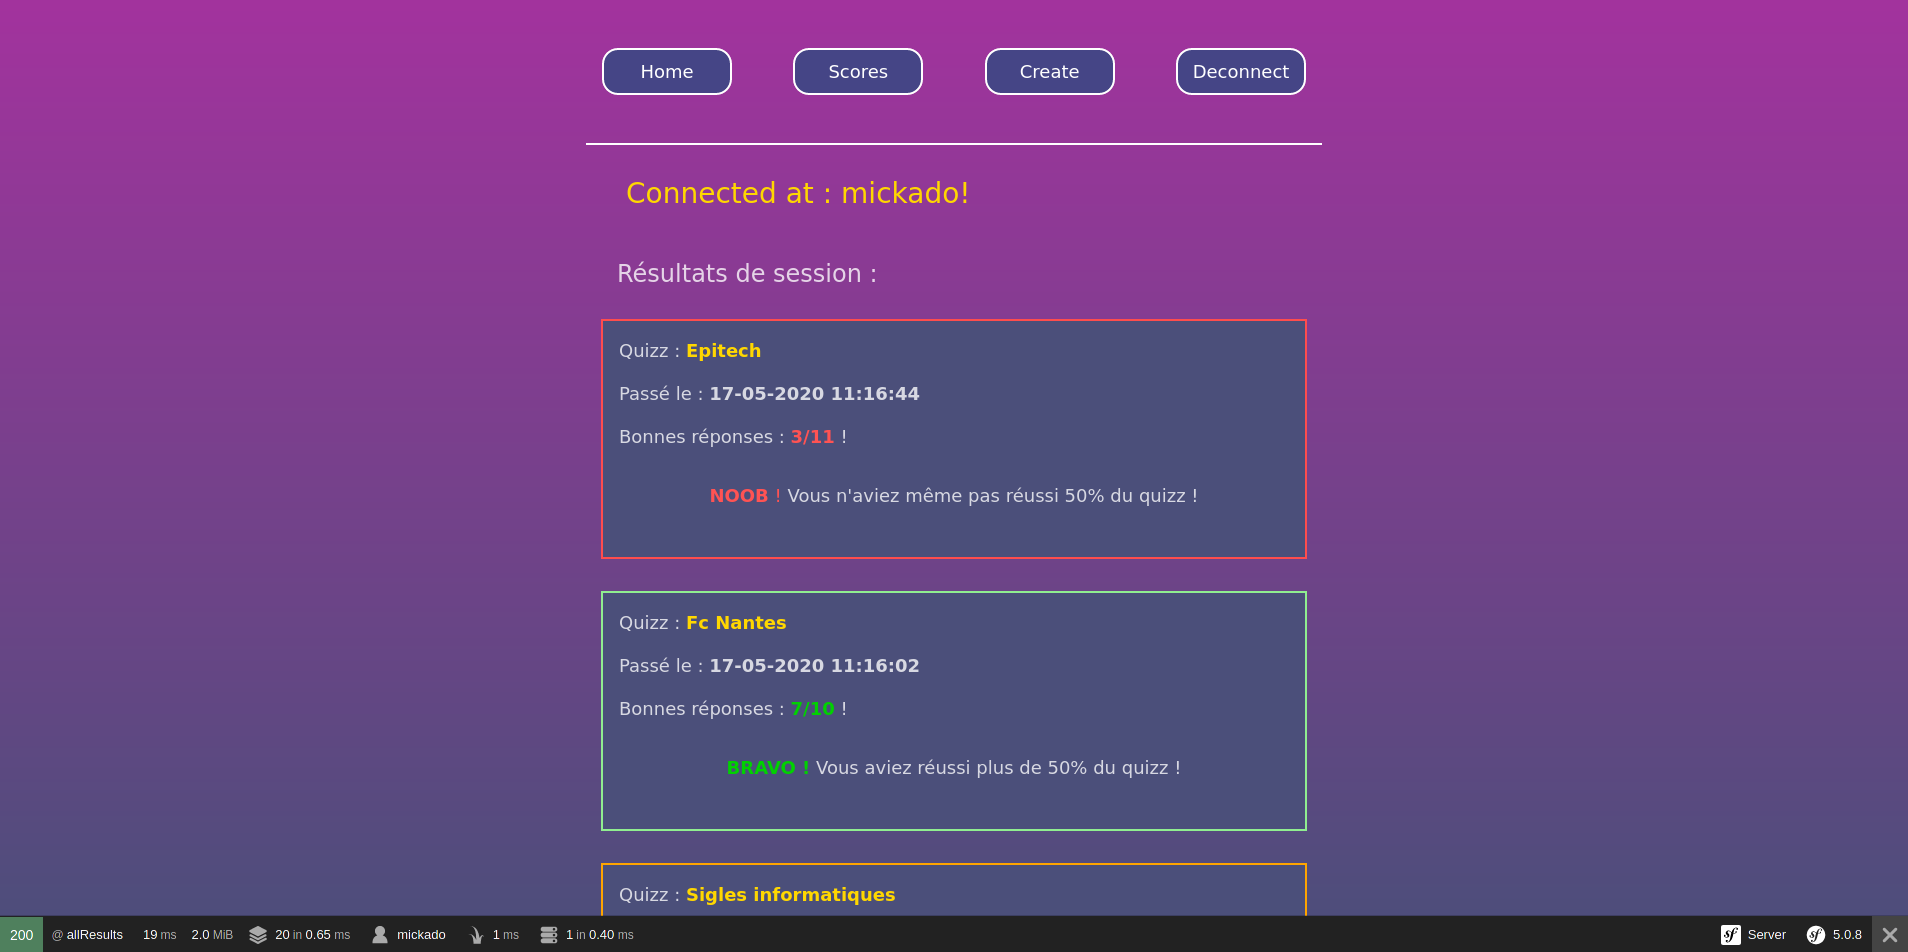 Home Scores Create Deconnect
Connected at : mickado!
Résultats de session :
Quizz : Epitech
Passé le : 17-05-2020 11:16:44
Bonnes réponses : 3/11 !
NOOB ! Vous n'aviez même pas réussi 50% du quizz !
Quizz : Fc Nantes
Passé le : 17-05-2020 11:16:02
Bonnes réponses : 7/10 !
BRAVO ! Vous aviez réussi plus de 50% du quizz !
Quizz : Sigles informatiques
200 @ allResults 19 ms 2.0 MiB 20 in 0.65 ms mickado 1 ms 1 in 0.40 ms sf Server sf 5.0.8